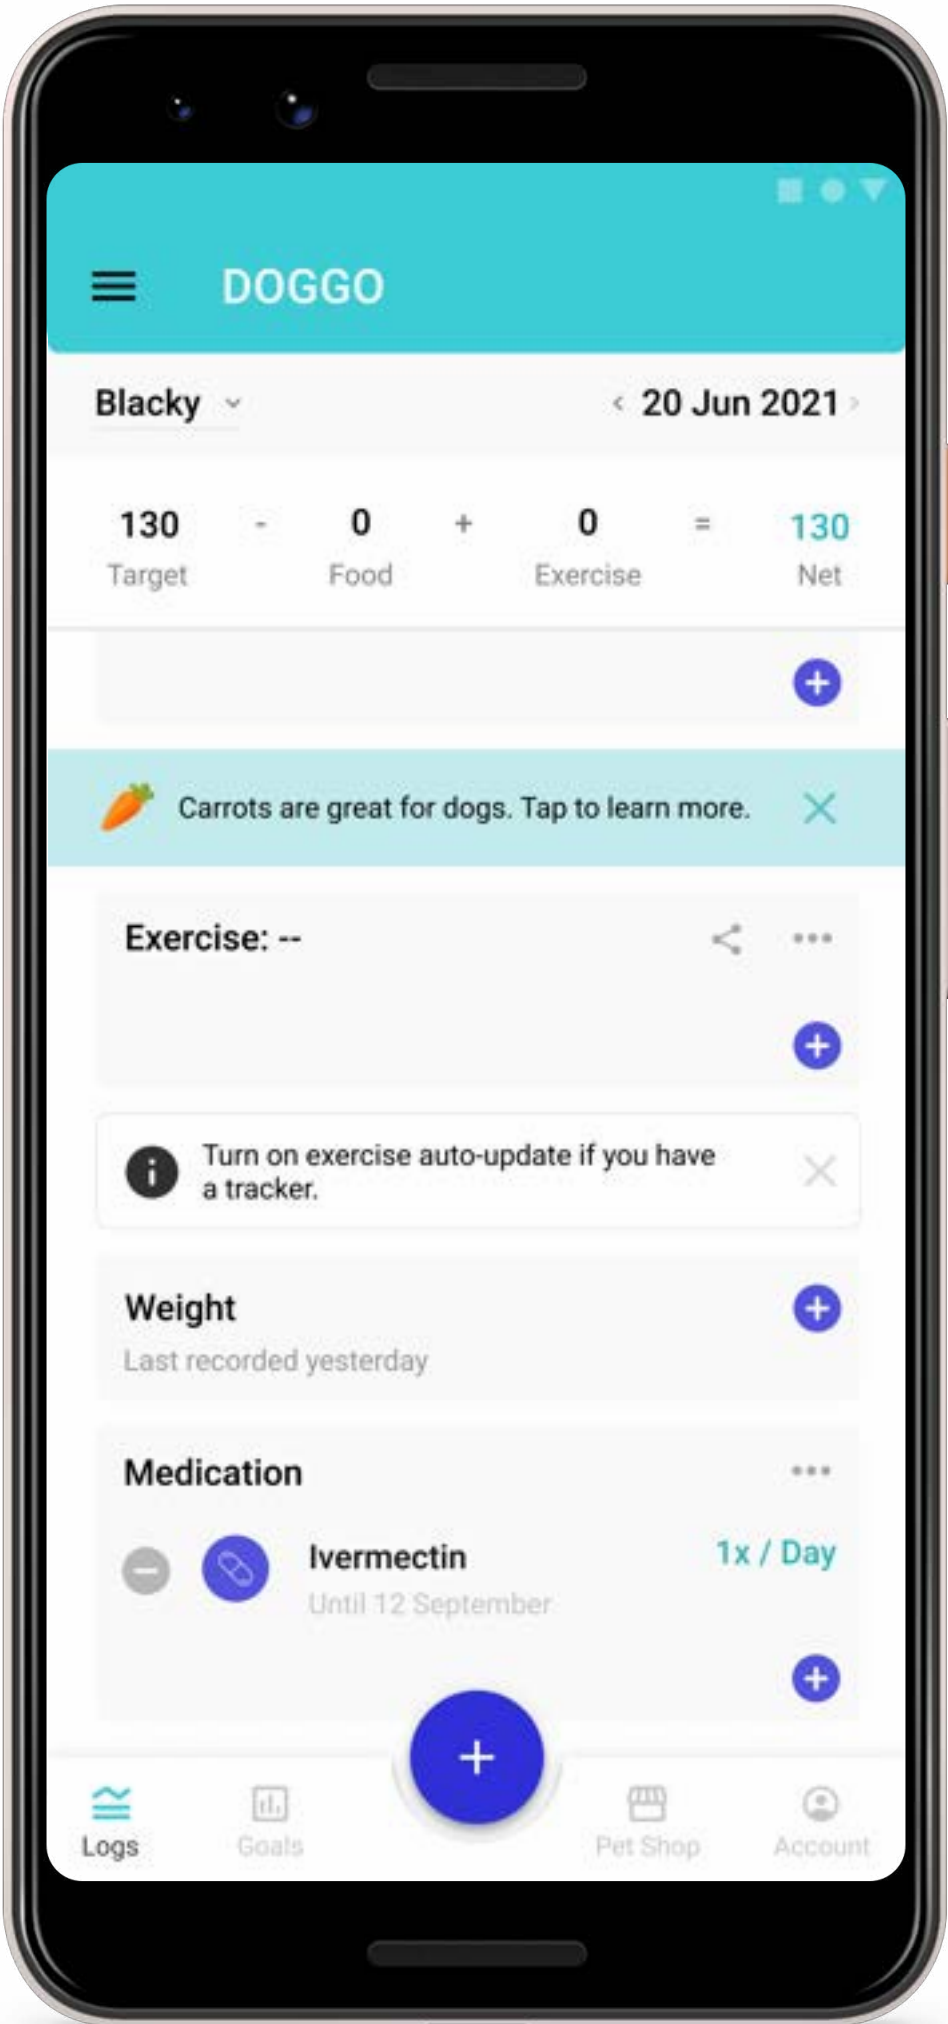 DOGGO
Blacky
< 20 Jun 2021 >
130 - 0 + 0 = 130
Target Food Exercise Net
Carrots are great for dogs. Tap to learn more.
Exercise: --
Turn on exercise auto-update if you have
a tracker.
Weight
Last recorded yesterday
Medication
Ivermectin 1x / Day
Until 12 September
Logs Goals Pet Shop Account